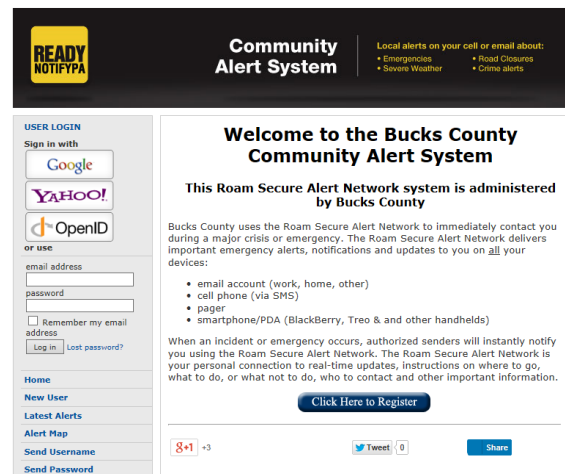 READY
NOTIFYPA
Community
Alert System
Local alerts on your cell or email about:
• Emergencies
• Road Closures
• Severe Weather
• Crime alerts
USER LOGIN
Sign in with
Google
YAHOO!
OpenID
or use
email address
password
Remember my email
address
Log in Lost password?
Home
New User
Latest Alerts
Alert Map
Send Username
Send Password
Welcome to the Bucks County
Community Alert System
This Roam Secure Alert Network system is administered
by Bucks County
Bucks County uses the Roam Secure Alert Network to immediately contact you
during a major crisis or emergency. The Roam Secure Alert Network delivers
important emergency alerts, notifications and updates to you on all your
devices:
• email account (work, home, other)
• cell phone (via SMS)
• pager
• smartphone/PDA (BlackBerry, Treo & and other handhelds)
When an incident or emergency occurs, authorized senders will instantly notify
you using the Roam Secure Alert Network. The Roam Secure Alert Network is
your personal connection to real-time updates, instructions on where to go,
what to do, or what not to do, who to contact and other important information.
Click Here to Register
g+1 +3
Tweet 0
Share